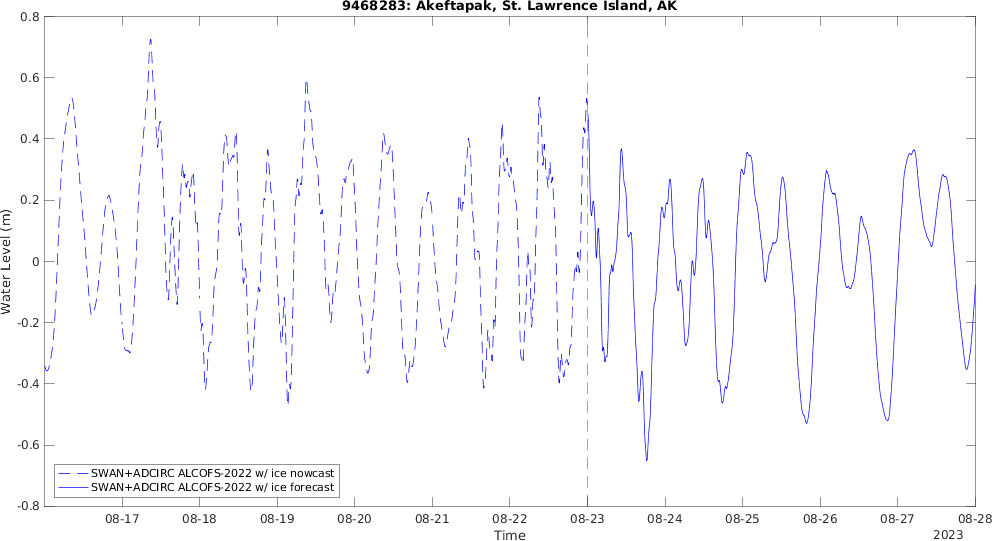 9468283: Akeftapak, St. Lawrence Island, AK
0.8
0.6
0.4
0.2
0
-0.2
-0.4
-0.6
-0.8
Water Level (m)
SWAN+ADCIRC ALCOFS-2022 w/ ice nowcast
SWAN+ADCIRC ALCOFS-2022 w/ ice forecast
08-17 08-18 08-19 08-20 08-21 08-22 08-23 08-24 08-25 08-26 08-27 08-28
Time
2023